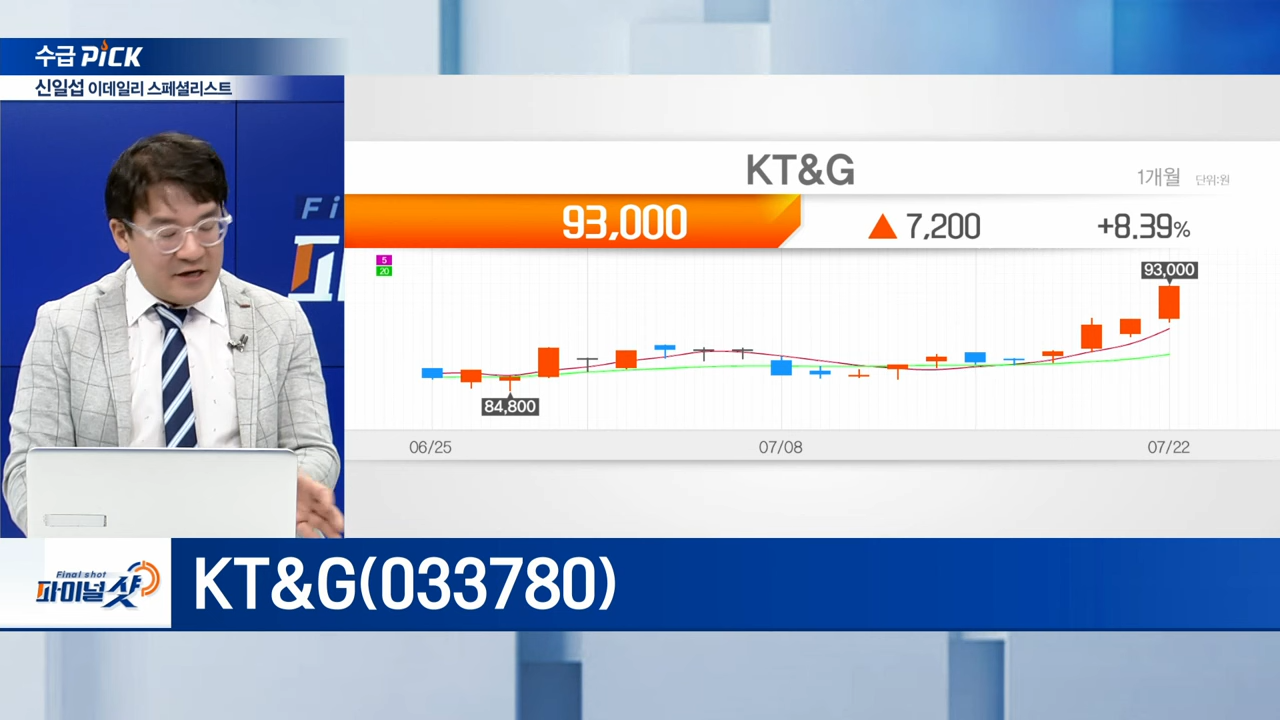 수급 PiCK
신일섭 이데일리 스페셜리스트
Fi
파
KT&G
1개월 단위:원
93,000
▲ 7,200
+8.39%
5
20
93,000
84,800
06/25
07/08
07/22
Final shot
파이널샷
KT&G(033780)